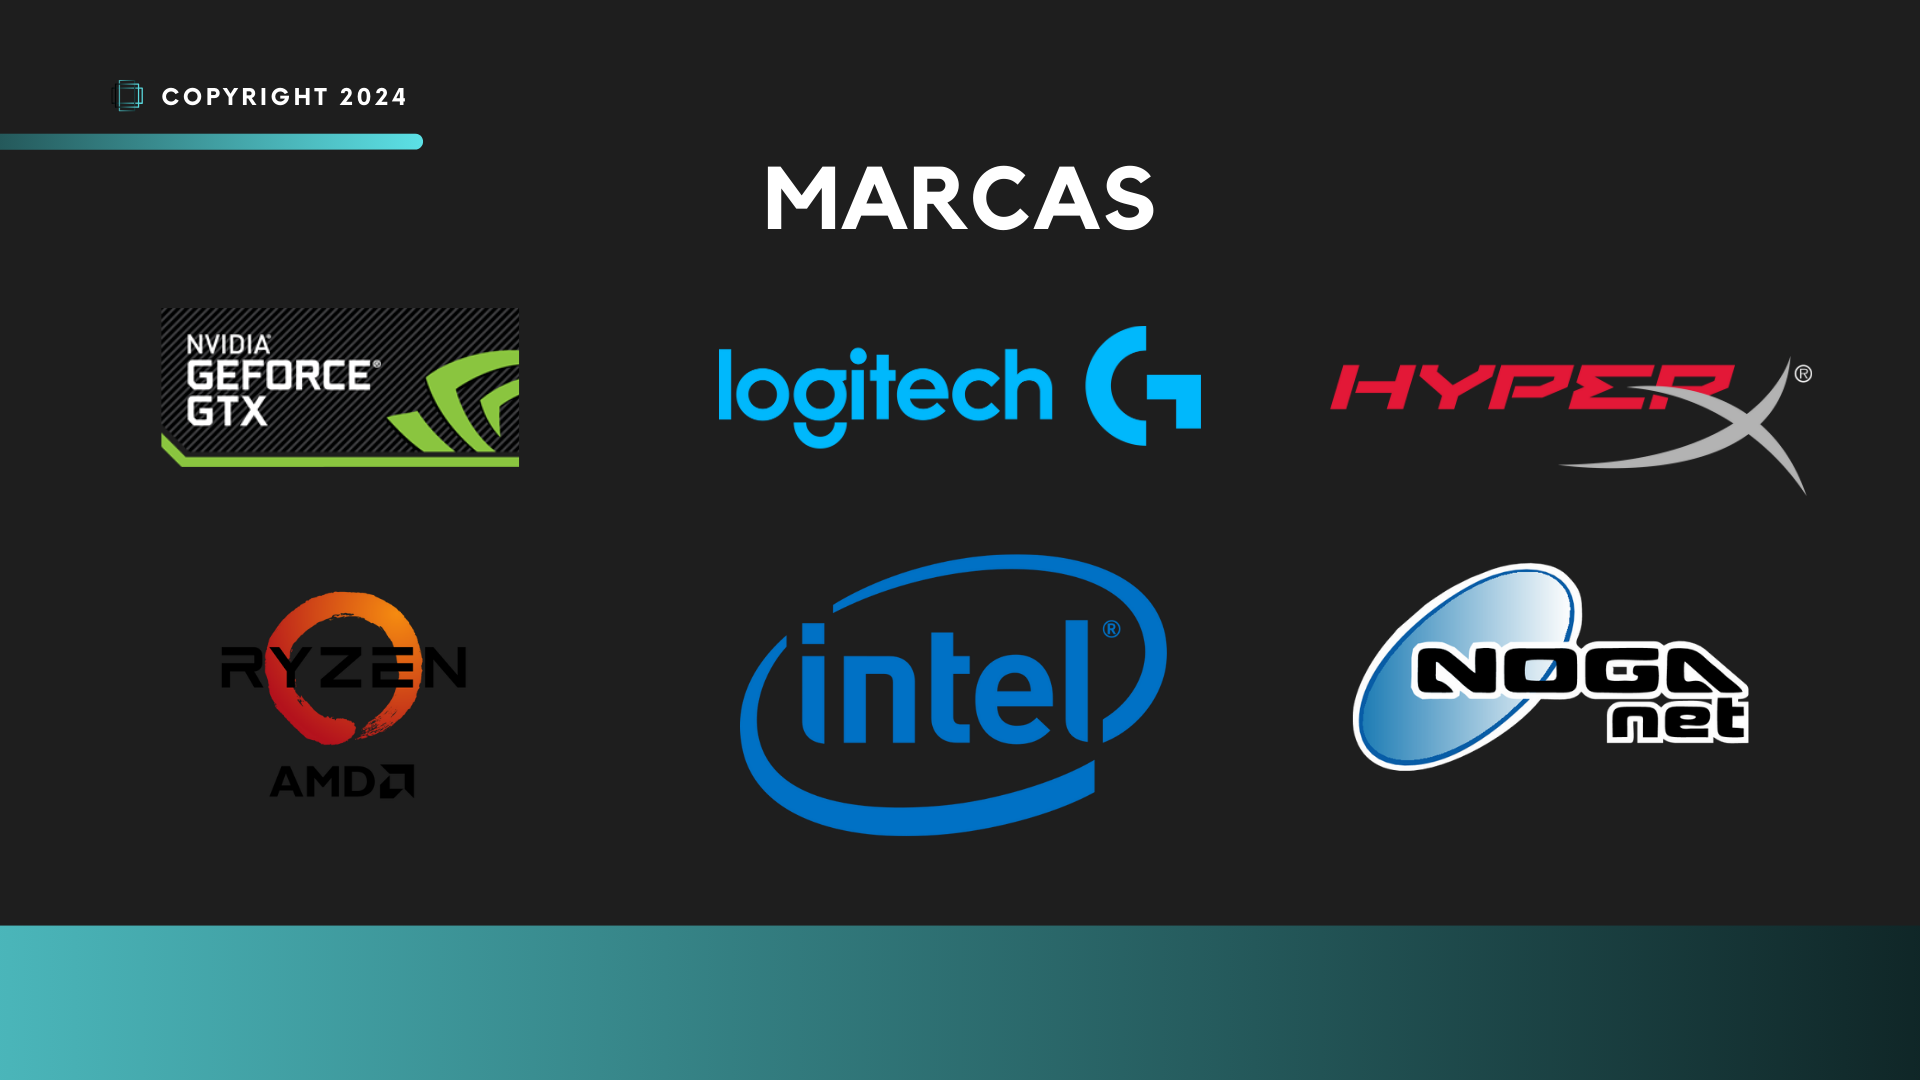 COPYRIGHT 2024
MARCAS
NVIDIA®
GEFORCE®
GTX
logitech G
HYPERX®
RYZEN
AMD
intel®
NOGA
net